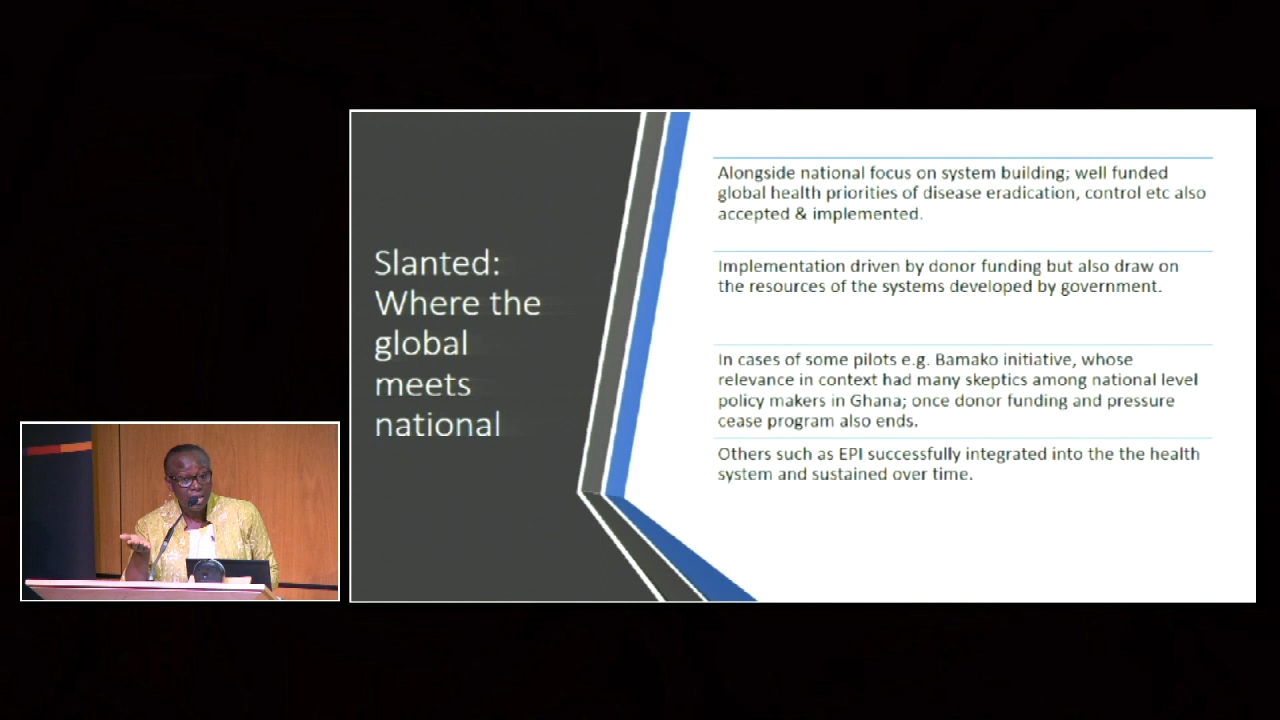 Slanted:
Where the
global
meets
national
Alongside national focus on system building; well funded
global health priorities of disease eradication, control etc also
accepted & implemented.
Implementation driven by donor funding but also draw on
the resources of the systems developed by government.
In cases of some pilots e.g. Bamako initiative, whose
relevance in context had many skeptics among national level
policy makers in Ghana; once donor funding and pressure
cease program also ends.
Others such as EPI successfully integrated into the the health
system and sustained over time.